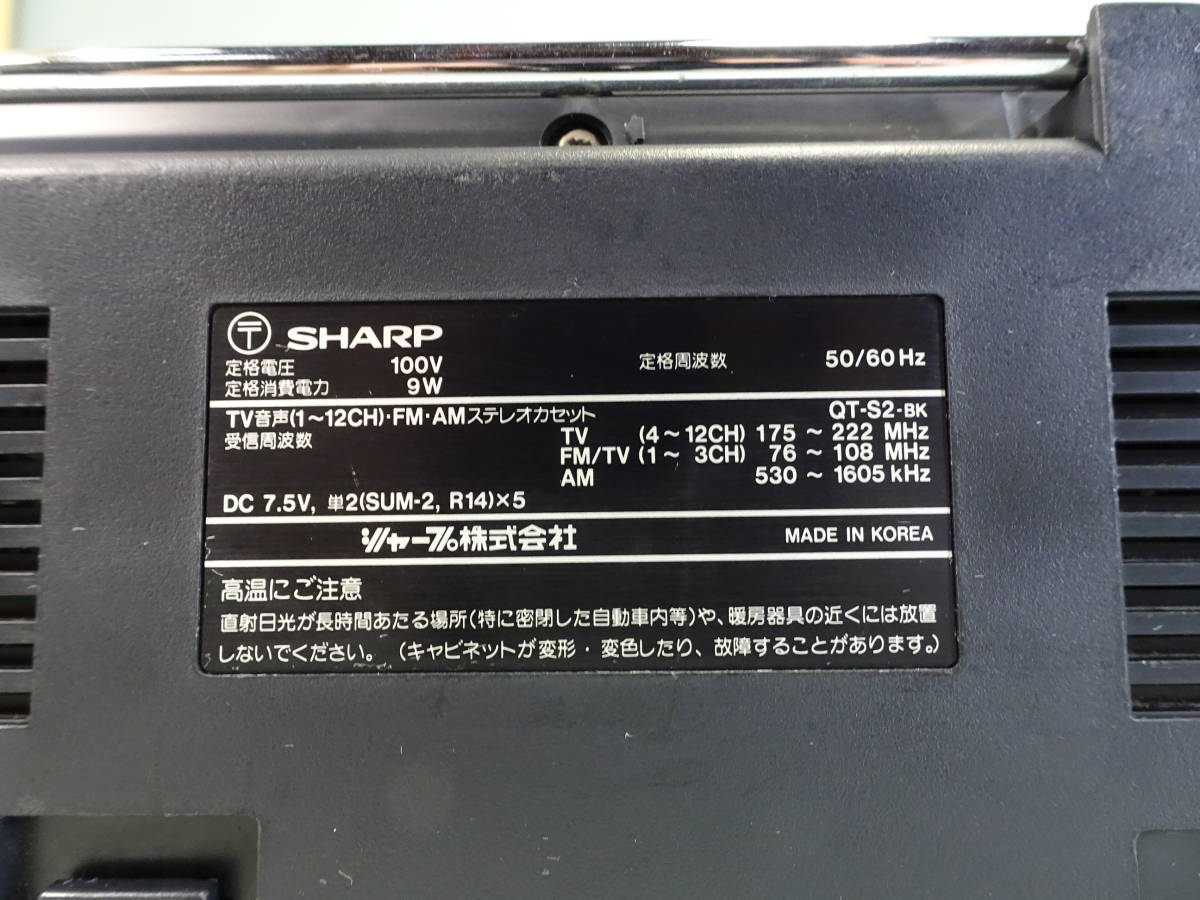 〒 SHARP
定格電圧 100V 定格周波数 50/60Hz
定格消費電力 9W
TV音声(1～12CH)・FM・AMステレオカセット QT-S2-BK
受信周波数 TV (4～12CH) 175～222 MHz
FM/TV (1～3CH) 76～108 MHz
AM 530～1605 kHz
DC 7.5V, 単2(SUM-2, R14)×5
シャープ株式会社 MADE IN KOREA
高温にご注意
直射日光が長時間あたる場所(特に密閉した自動車内等)や、暖房器具の近くには放置
しないでください。(キャビネットが変形・変色したり、故障することがあります。)